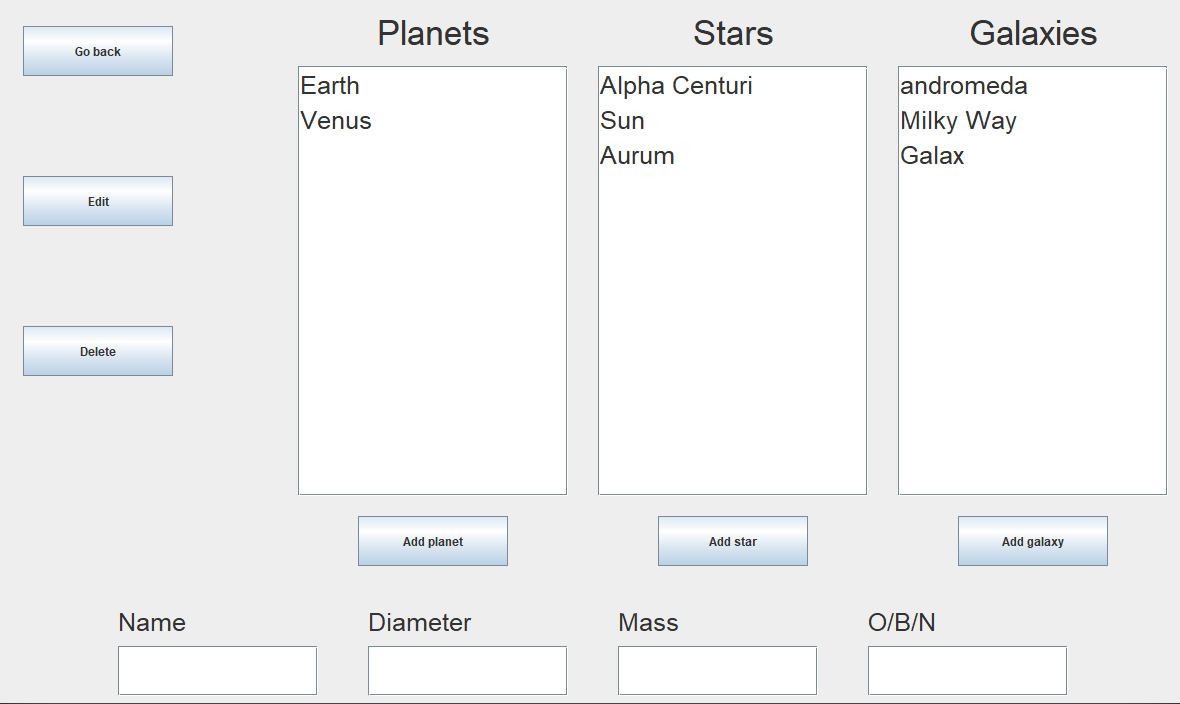 Go back
Edit
Delete
Planets
Earth
Venus
Add planet
Stars
Alpha Centuri
Sun
Aurum
Add star
Galaxies
andromeda
Milky Way
Galax
Add galaxy
Name
Diameter
Mass
O/B/N